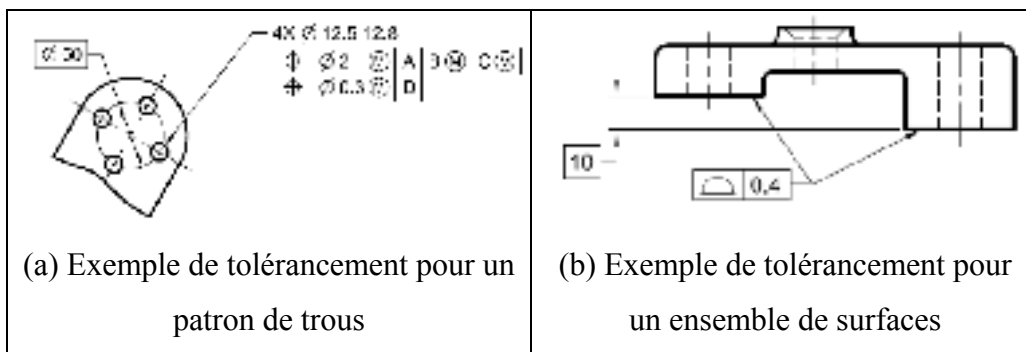 4X Ø 12.5 12.8
Ø 2 Ⓜ A B Ⓜ C Ⓜ
Ø 0.3 Ⓜ D
10
0,4
(a) Exemple de tolérancement pour un
patron de trous
(b) Exemple de tolérancement pour
un ensemble de surfaces